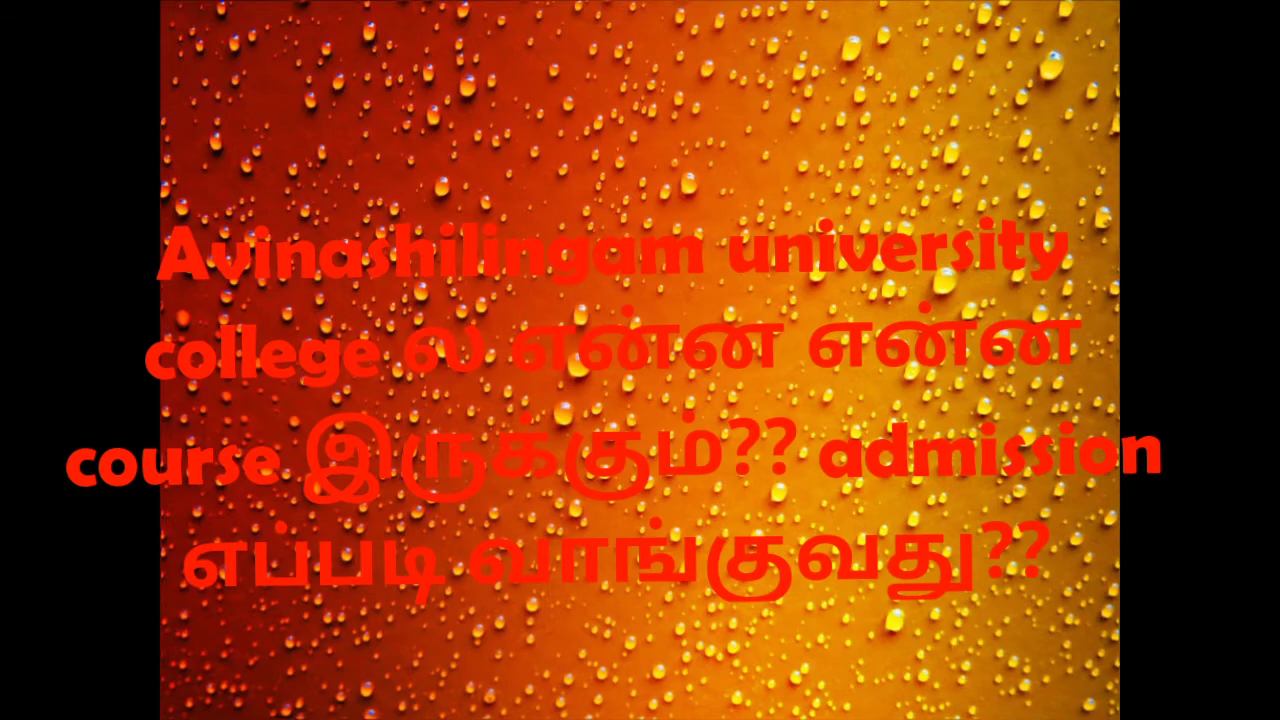 Avinashilingam university
college ல என்ன என்ன
course இருக்கும்?? admission
எப்படி வாங்குவது??